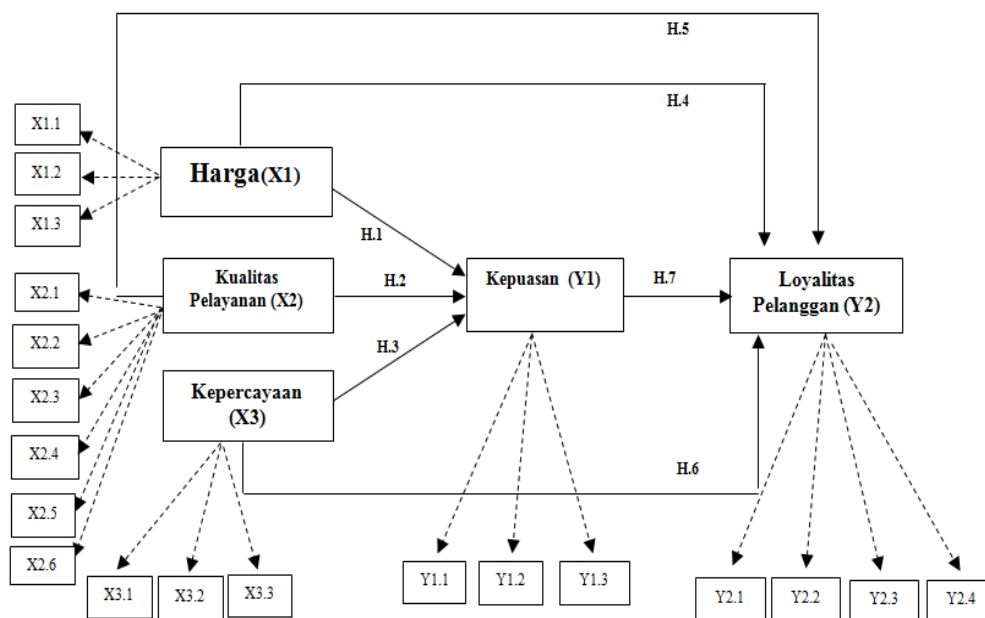 H.5
H.4
X1.1
X1.2
X1.3
Harga(X1)
H.1
X2.1
X2.2
X2.3
X2.4
X2.5
X2.6
Kualitas
Pelayanan (X2)
H.2
Kepuasan (Y1)
H.7
Loyalitas
Pelanggan (Y2)
H.3
Kepercayaan
(X3)
H.6
X3.1
X3.2
X3.3
Y1.1
Y1.2
Y1.3
Y2.1
Y2.2
Y2.3
Y2.4